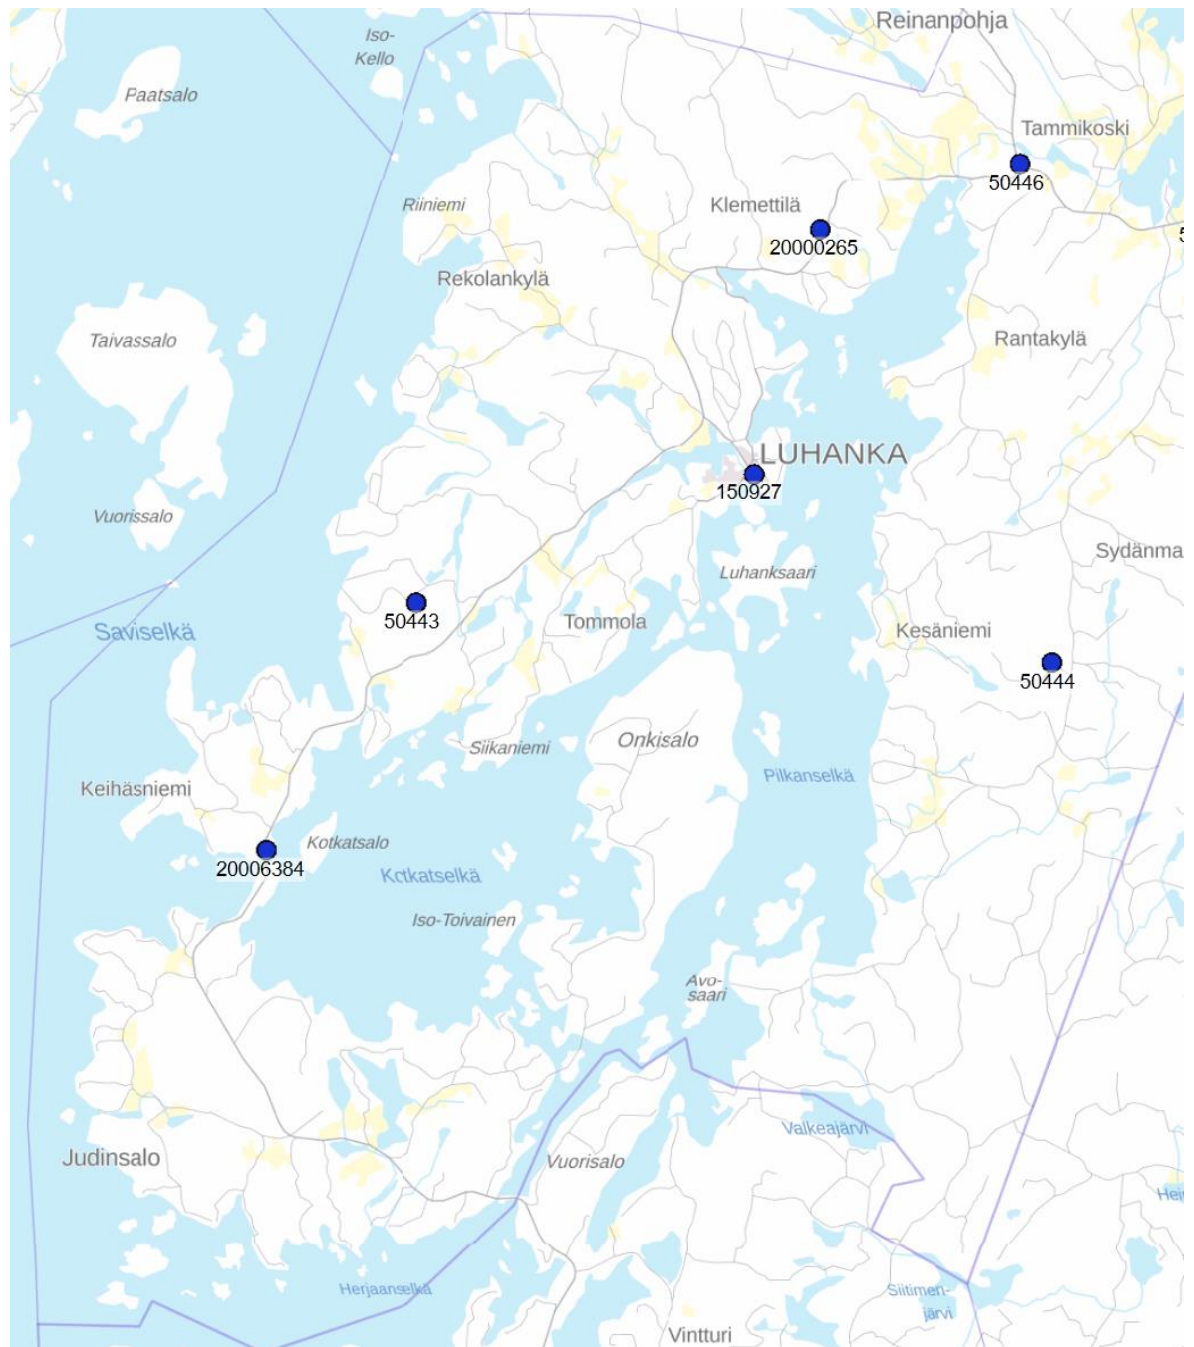 Reinanpohja
Iso-
Kello
Paatsalo
Tammikoski
50446
Riiniemi
Klemettilä
20000265
Rekolankylä
Taivassalo
Rantakylä
LUHANKA
150927
Vuorissalo
Sydänma
Luhanksaari
50443
Tommola
Saviselkä
Kesäniemi
50444
Onkisalo
Siikaniemi
Pilkanselkä
Keihäsniemi
Kotkatsalo
20006384
Kotkatselkä
Iso-Toivainen
Avo-
saari
Valkeajärvi
Judinsalo
Vuorisalo
Herjaanselkä
Siitimen-
järvi
Vintturi